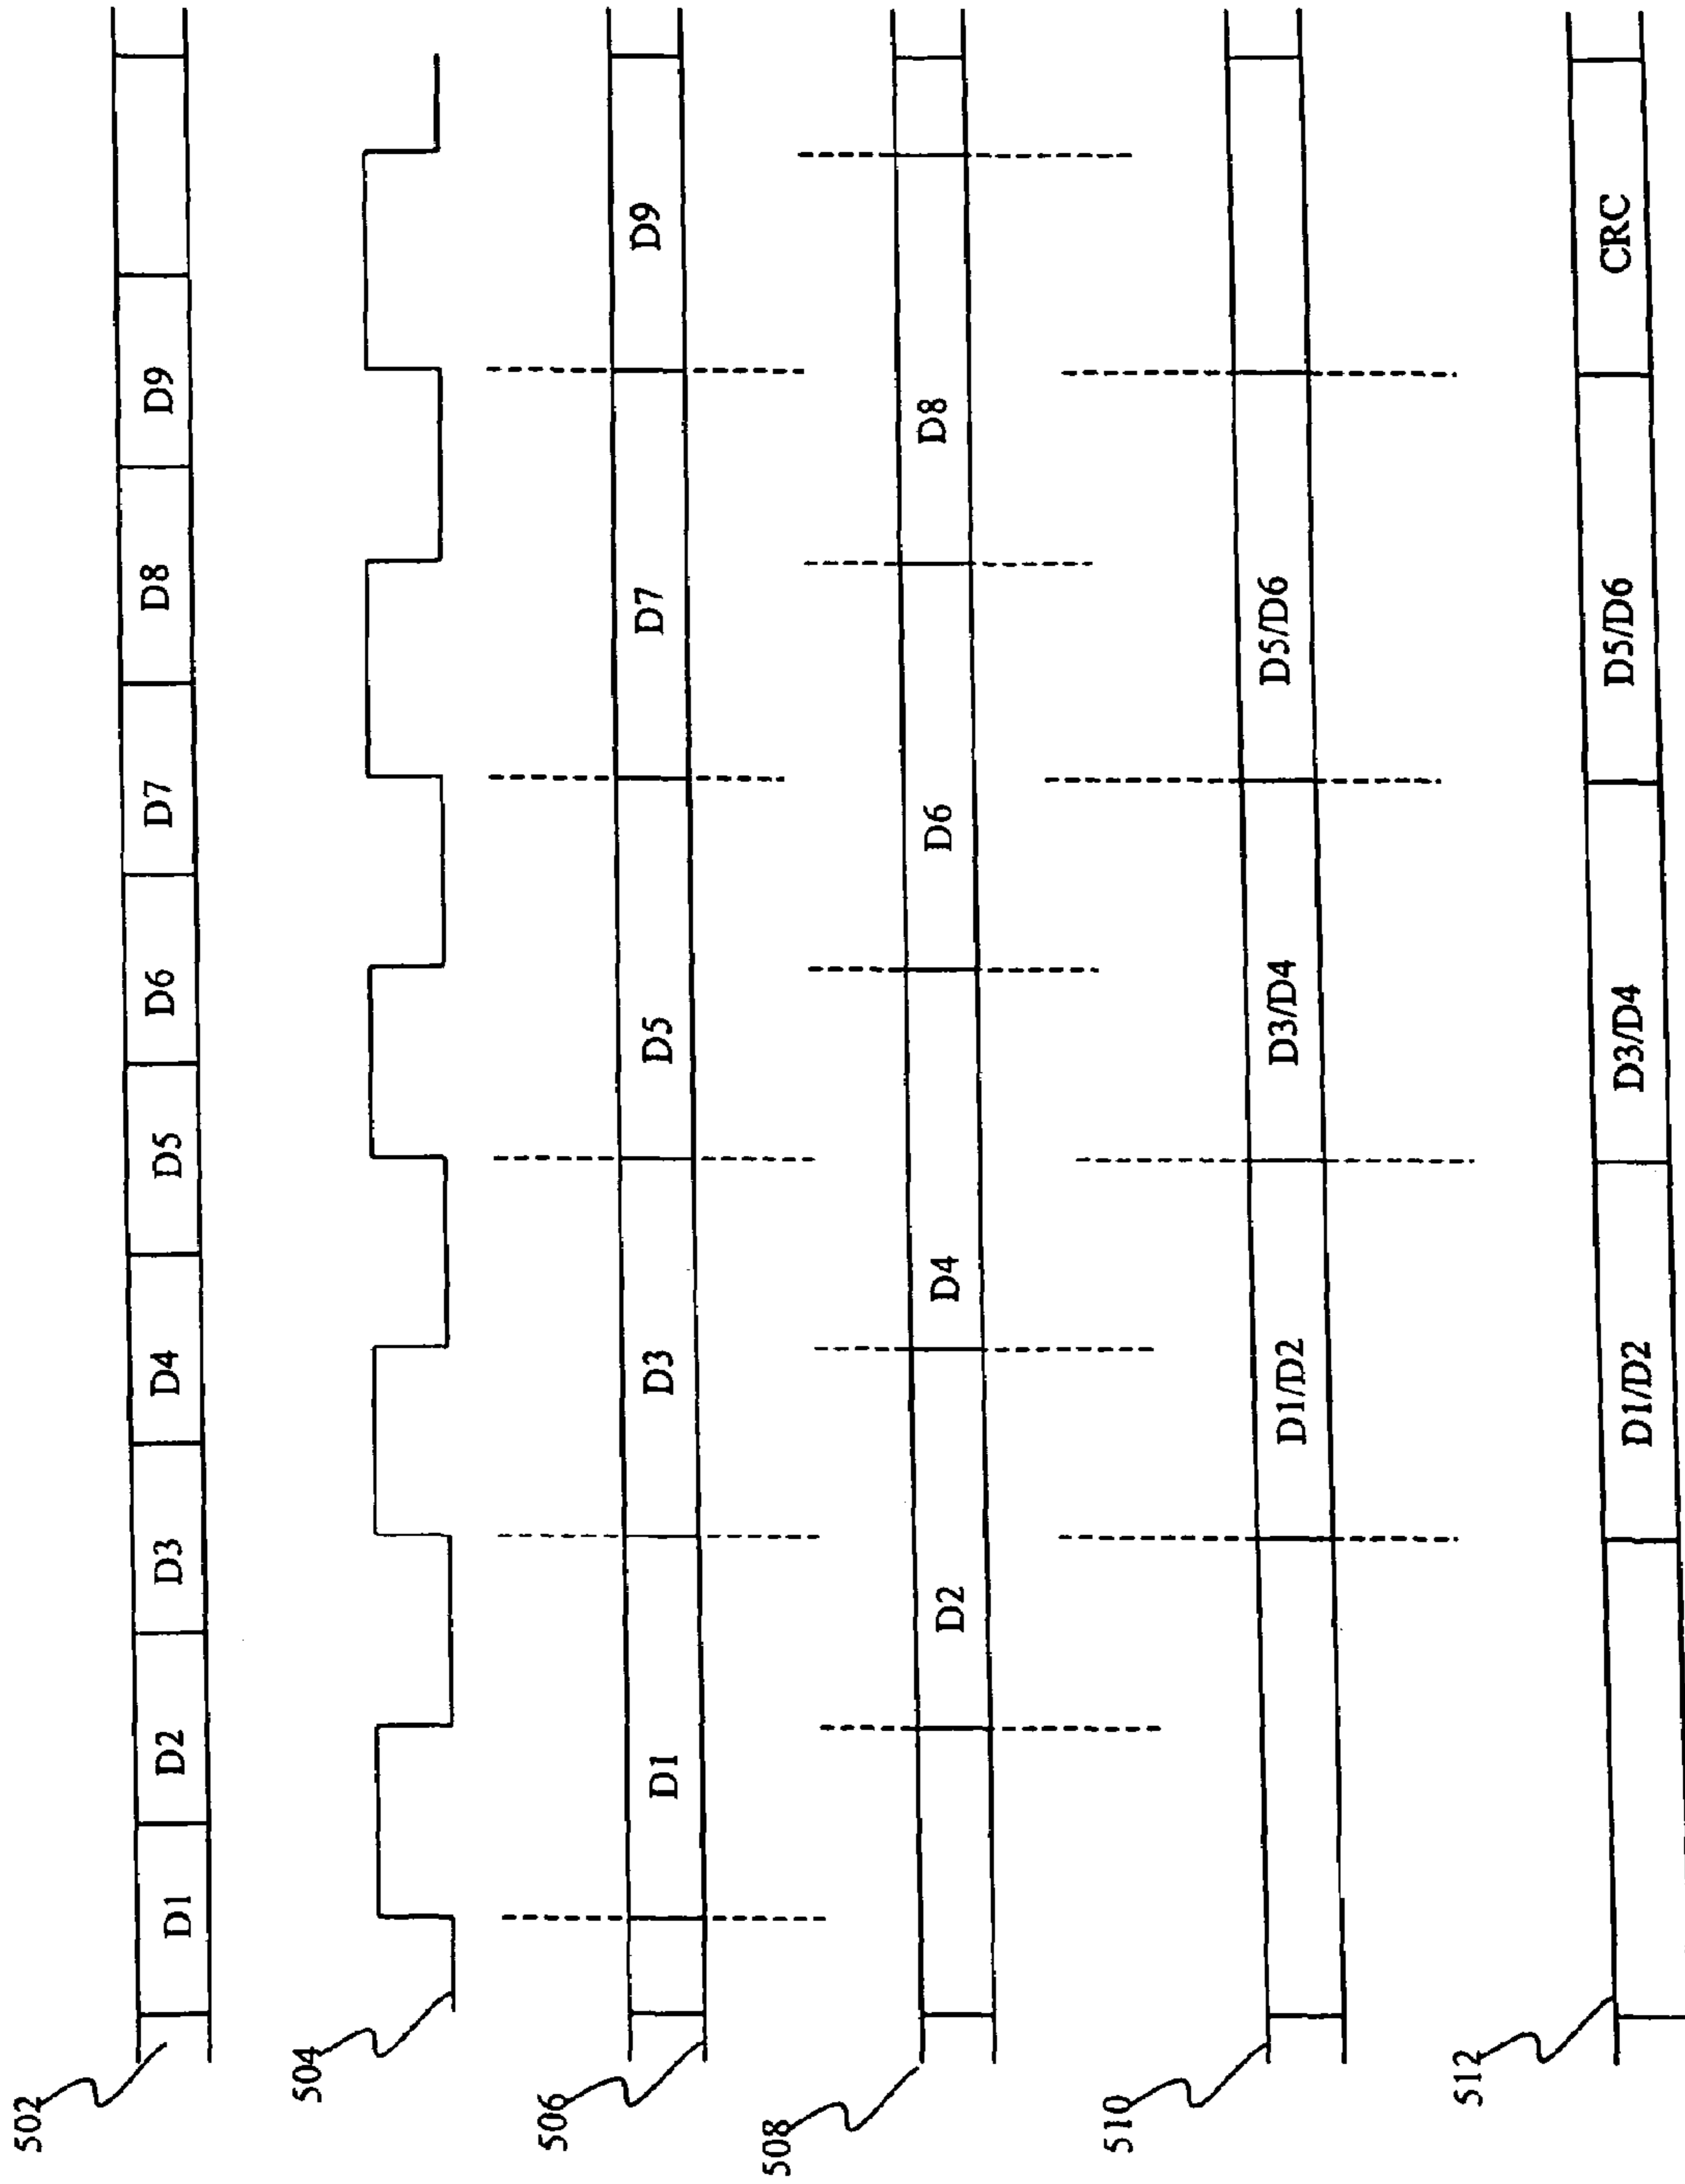 502 D1 D2 D3 D4 D5 D6 D7 D8 D9
504
506 D1 D3 D5 D7 D9
508 D2 D4 D6 D8
510 D1/D2 D3/D4 D5/D6
512 D1/D2 D3/D4 D5/D6 CRC